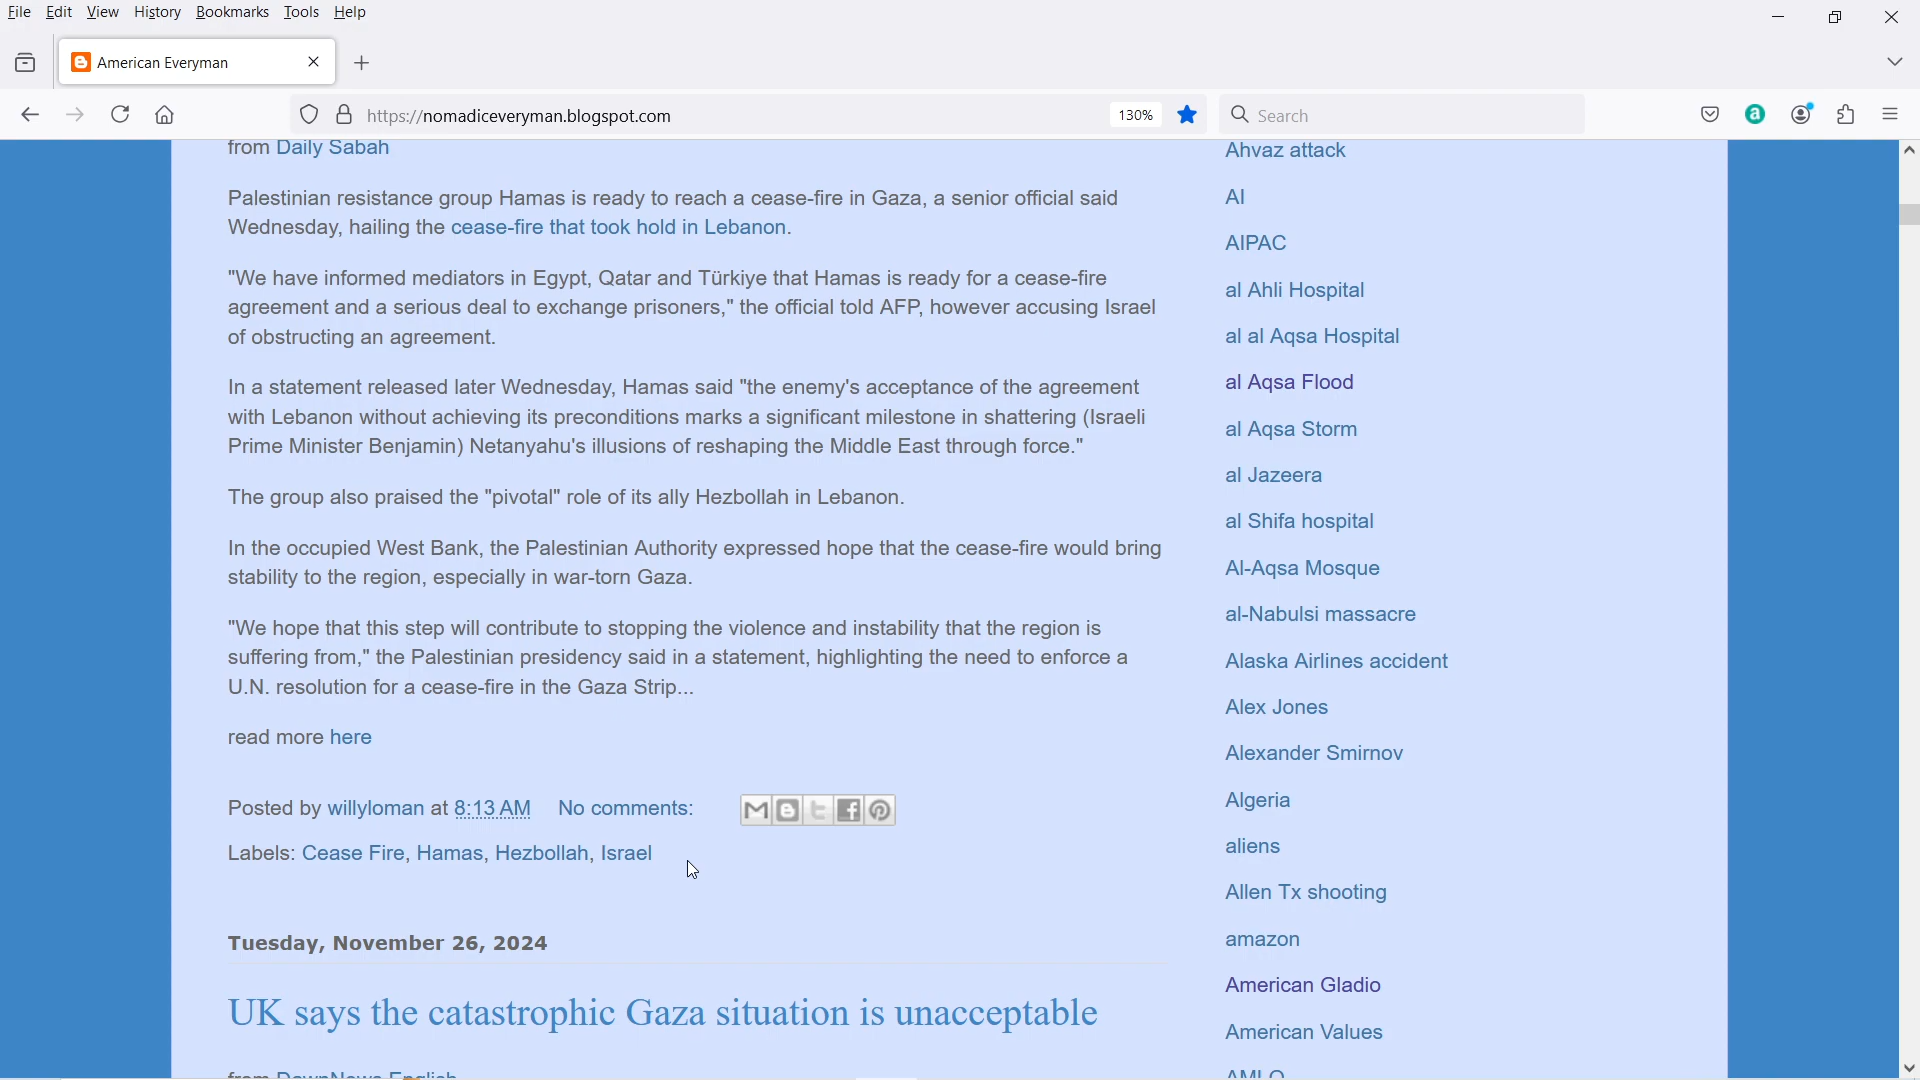 File Edit View History Bookmarks Tools Help
American Everyman
https://nomadiceveryman.blogspot.com
130%
Search
from Daily Sabah
Palestinian resistance group Hamas is ready to reach a cease-fire in Gaza, a senior official said
Wednesday, hailing the cease-fire that took hold in Lebanon.
"We have informed mediators in Egypt, Qatar and Türkiye that Hamas is ready for a cease-fire
agreement and a serious deal to exchange prisoners," the official told AFP, however accusing Israel
of obstructing an agreement.
In a statement released later Wednesday, Hamas said "the enemy's acceptance of the agreement
with Lebanon without achieving its preconditions marks a significant milestone in shattering (Israeli
Prime Minister Benjamin) Netanyahu's illusions of reshaping the Middle East through force."
The group also praised the "pivotal" role of its ally Hezbollah in Lebanon.
In the occupied West Bank, the Palestinian Authority expressed hope that the cease-fire would bring
stability to the region, especially in war-torn Gaza.
"We hope that this step will contribute to stopping the violence and instability that the region is
suffering from," the Palestinian presidency said in a statement, highlighting the need to enforce a
U.N. resolution for a cease-fire in the Gaza Strip...
read more here
Posted by willyloman at 8:13 AM No comments:
Labels: Cease Fire, Hamas, Hezbollah, Israel
Tuesday, November 26, 2024
UK says the catastrophic Gaza situation is unacceptable
from DawnNews English
Ahvaz attack
AI
AIPAC
al Ahli Hospital
al al Aqsa Hospital
al Aqsa Flood
al Aqsa Storm
al Jazeera
al Shifa hospital
Al-Aqsa Mosque
al-Nabulsi massacre
Alaska Airlines accident
Alex Jones
Alexander Smirnov
Algeria
aliens
Allen Tx shooting
amazon
American Gladio
American Values
AMLO